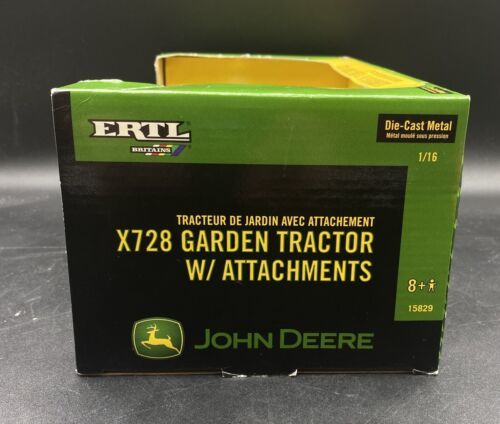 ERTL
BRITAINS
Die-Cast Metal
Métal moulé sous pression
1/16
TRACTEUR DE JARDIN AVEC ATTACHEMENT
X728 GARDEN TRACTOR
W/ ATTACHMENTS
8+
15829
JOHN DEERE